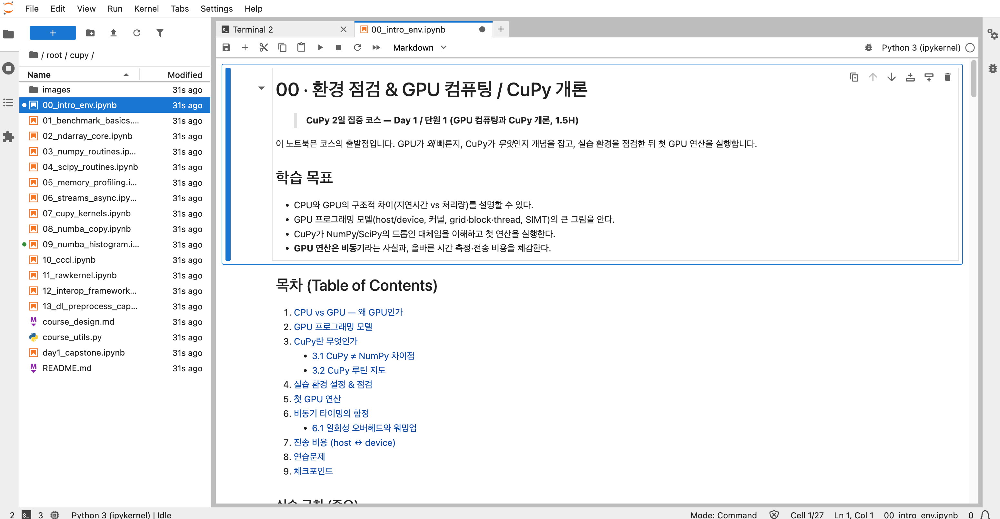 File Edit View Run Kernel Tabs Settings Help
+
/ root / cupy /
Name Modified
images 31s ago
00_intro_env.ipynb 31s ago
01_benchmark_basics.... 31s ago
02_ndarray_core.ipynb 31s ago
03_numpy_routines.ip... 31s ago
04_scipy_routines.ipynb 31s ago
05_memory_profiling.i... 31s ago
06_streams_async.ipy... 31s ago
07_cupy_kernels.ipynb 31s ago
08_numba_copy.ipynb 31s ago
09_numba_histogram.i... 31s ago
10_cccl.ipynb 31s ago
11_rawkernel.ipynb 31s ago
12_interop_framework... 31s ago
13_dl_preprocess_cap... 31s ago
course_design.md 31s ago
course_utils.py 31s ago
day1_capstone.ipynb 31s ago
README.md 31s ago
Terminal 2
00_intro_env.ipynb
Markdown
Python 3 (ipykernel)
00 · 환경 점검 & GPU 컴퓨팅 / CuPy 개론
CuPy 2일 집중 코스 — Day 1 / 단원 1 (GPU 컴퓨팅과 CuPy 개론, 1.5H)
이 노트북은 코스의 출발점입니다. GPU가 왜 빠른지, CuPy가 무엇인지 개념을 잡고, 실습 환경을 점검한 뒤 첫 GPU 연산을 실행합니다.
학습 목표
• CPU와 GPU의 구조적 차이(지연시간 vs 처리량)를 설명할 수 있다.
• GPU 프로그래밍 모델(host/device, 커널, grid·block·thread, SIMT)의 큰 그림을 안다.
• CuPy가 NumPy/SciPy의 드롭인 대체임을 이해하고 첫 연산을 실행한다.
• GPU 연산은 비동기라는 사실과, 올바른 시간 측정·전송 비용을 체감한다.
목차 (Table of Contents)
1. CPU vs GPU — 왜 GPU인가
2. GPU 프로그래밍 모델
3. CuPy란 무엇인가
• 3.1 CuPy ≠ NumPy 차이점
• 3.2 CuPy 루틴 지도
4. 실습 환경 설정 & 점검
5. 첫 GPU 연산
6. 비동기 타이밍의 함정
• 6.1 일회성 오버헤드와 워밍업
7. 전송 비용 (host ↔ device)
8. 연습문제
9. 체크포인트
2 $_ 3 Python 3 (ipykernel) | Idle
Mode: Command Cell 1/27 Ln 1, Col 1 00_intro_env.ipynb 0